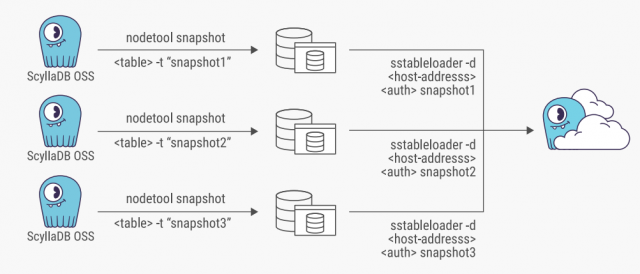 nodetool snapshot
<table> -t “snapshot1”
ScyllaDB OSS
sstableloader -d
<host-addresss>
<auth> snapshot1
nodetool snapshot
<table> -t “snapshot2”
ScyllaDB OSS
sstableloader -d
<host-addresss>
<auth> snapshot2
nodetool snapshot
<table> -t “snapshot3”
ScyllaDB OSS
sstableloader -d
<host-addresss>
<auth> snapshot3